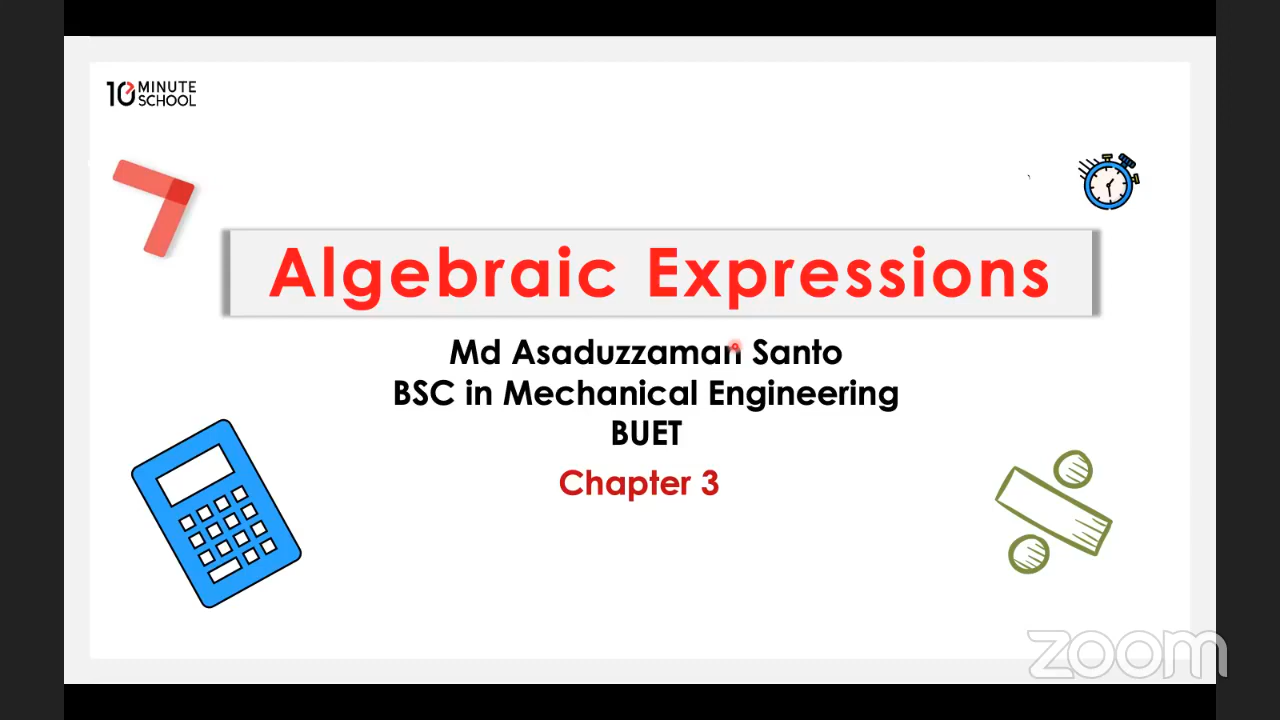 10 MINUTE
SCHOOL
Algebraic Expressions
Md Asaduzzaman Santo
BSC in Mechanical Engineering
BUET
Chapter 3
zoom